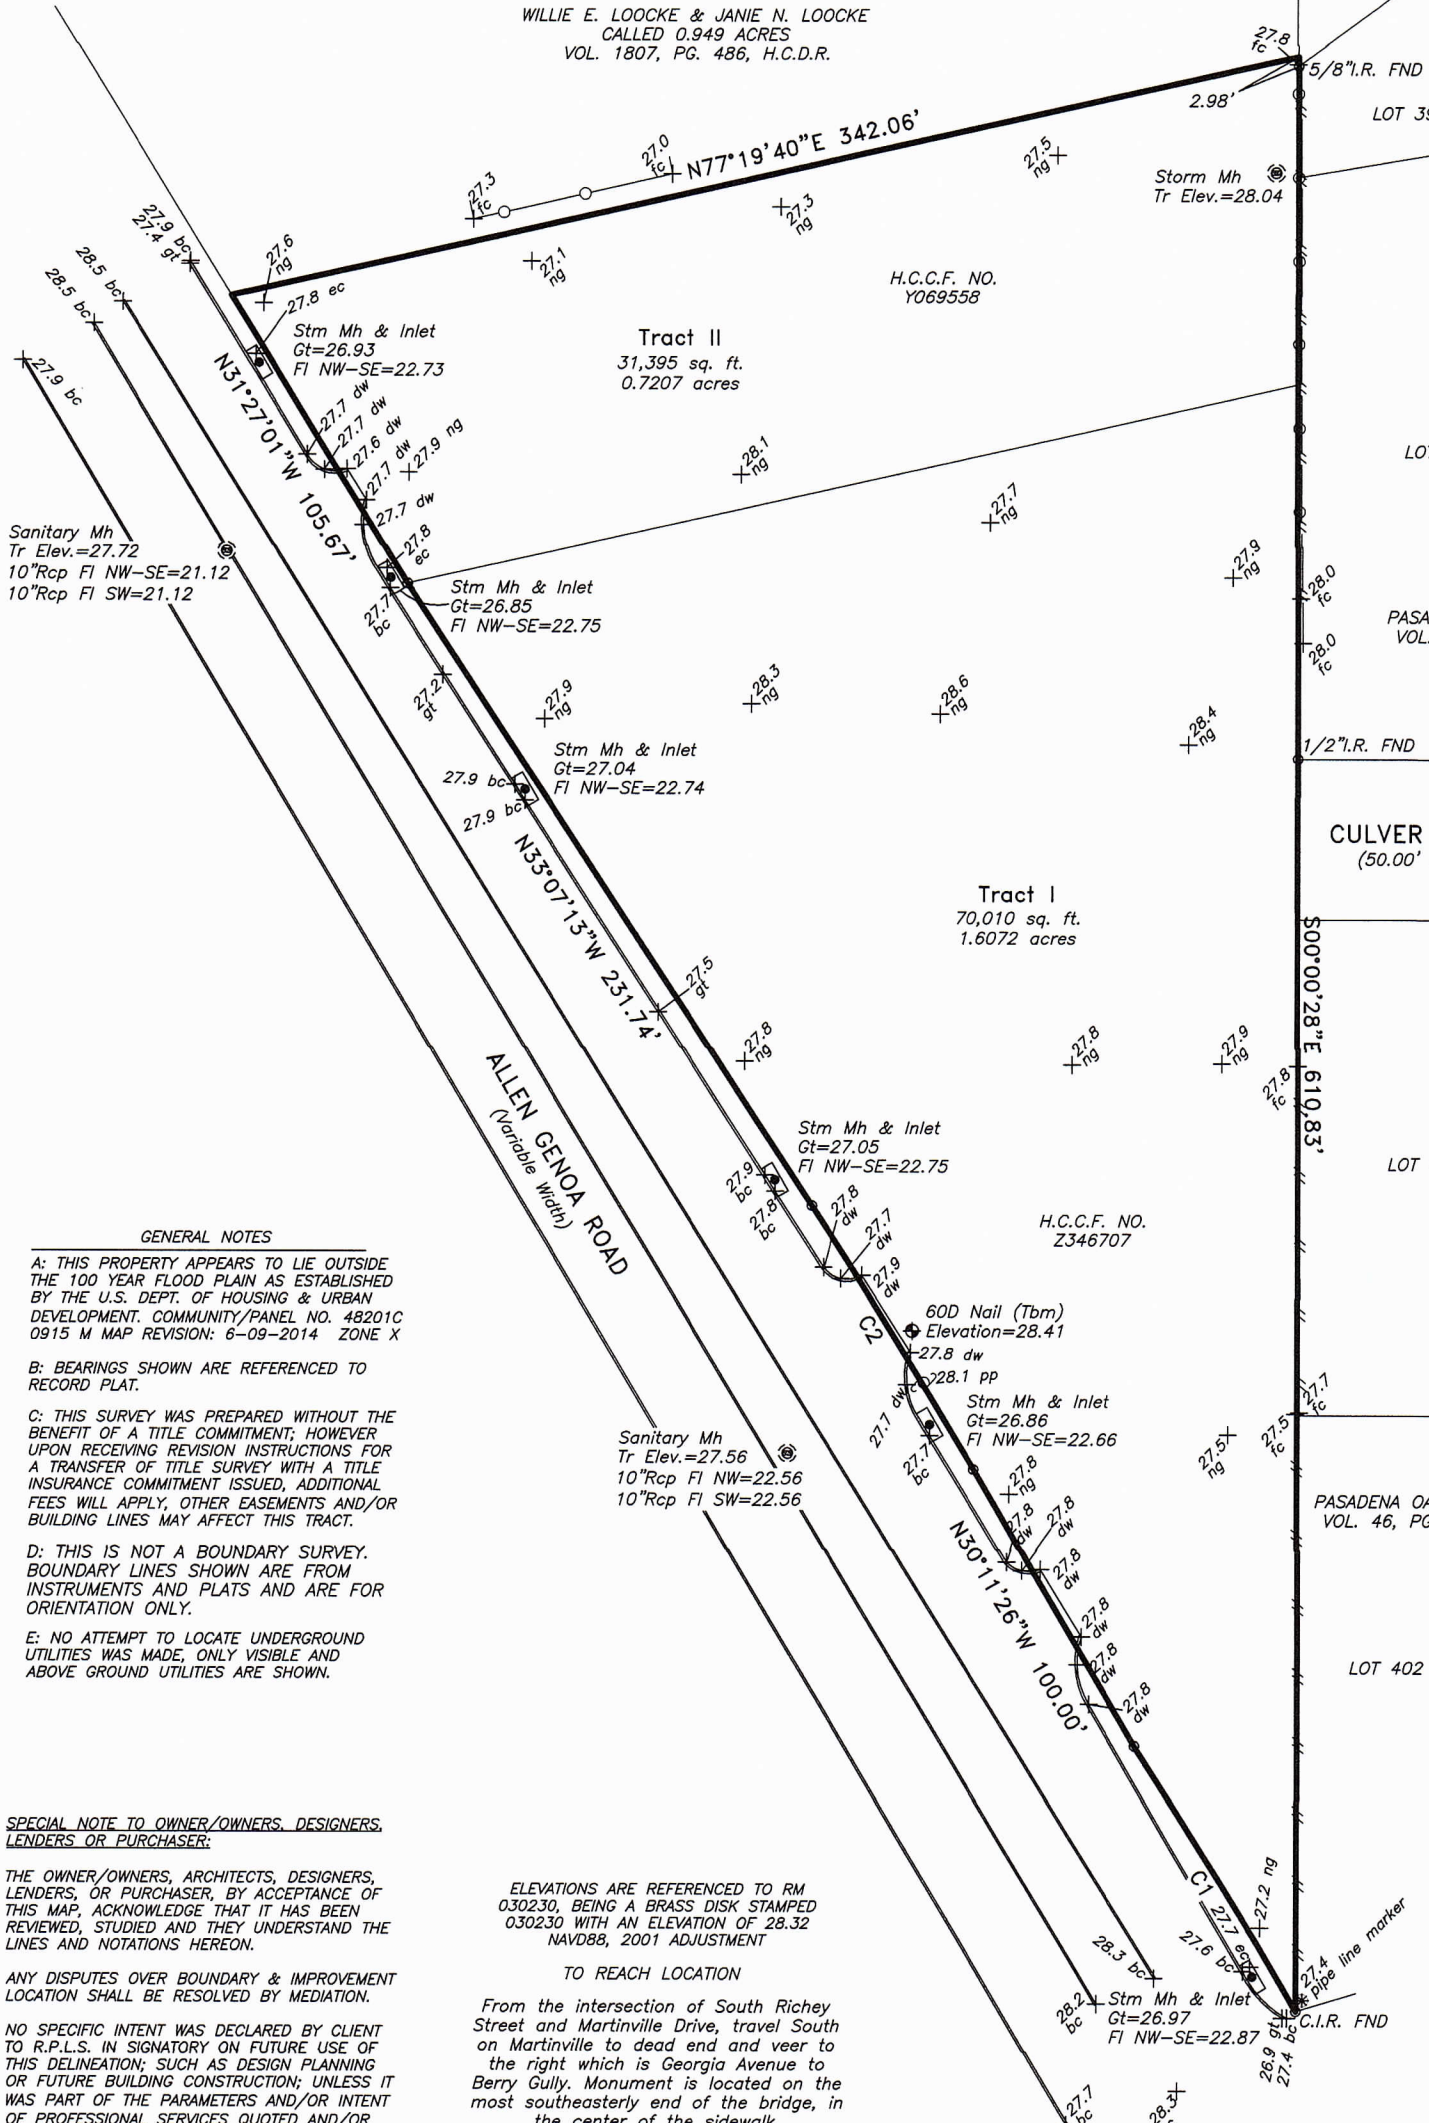 WILLIE E. LOOCKE & JANIE N. LOOCKE
CALLED 0.949 ACRES
VOL. 1807, PG. 486, H.C.D.R.
27.8
fc
5/8"I.R. FND
2.98'
LOT 39
N77°19'40"E 342.06'
27.0
fc
27.3
fc
27.5
ng
Storm Mh
Tr Elev.=28.04
27.3
ng
27.1
ng
27.9 bc
27.4 gt
28.5 bc
28.5 bc
27.9 bc
27.6
ng
27.8 ec
H.C.C.F. NO.
Y069558
Stm Mh & Inlet
Gt=26.93
Fl NW-SE=22.73
Tract II
31,395 sq. ft.
0.7207 acres
N31°27'01"W 105.67'
27.7 dw
27.7 dw
27.6 dw
27.7 dw
27.9 ng
27.7 dw
28.1
ng
27.7
ng
LOT
Sanitary Mh
Tr Elev.=27.72
10"Rcp Fl NW-SE=21.12
10"Rcp Fl SW=21.12
27.8
ec
27.7
bc
Stm Mh & Inlet
Gt=26.85
Fl NW-SE=22.75
27.9
ng
28.0
fc
28.0
fc
PASA
VOL.
27.2
gt
27.9
ng
28.3
ng
28.6
ng
28.4
ng
1/2"I.R. FND
Stm Mh & Inlet
Gt=27.04
Fl NW-SE=22.74
27.9 bc
27.9 bc
CULVER
(50.00'
N33°07'13"W 231.74'
Tract I
70,010 sq. ft.
1.6072 acres
S00°00'28"E 610.83'
27.5
gt
27.8
ng
27.8
ng
27.9
ng
27.8
fc
ALLEN GENOA ROAD
(Variable Width)
Stm Mh & Inlet
Gt=27.05
Fl NW-SE=22.75
27.9
bc
27.8
bc
27.8
dw
27.7
dw
27.9
dw
LOT
H.C.C.F. NO.
Z346707
GENERAL NOTES
A: THIS PROPERTY APPEARS TO LIE OUTSIDE
THE 100 YEAR FLOOD PLAIN AS ESTABLISHED
BY THE U.S. DEPT. OF HOUSING & URBAN
DEVELOPMENT. COMMUNITY/PANEL NO. 48201C
0915 M MAP REVISION: 6-09-2014 ZONE X
B: BEARINGS SHOWN ARE REFERENCED TO
RECORD PLAT.
C: THIS SURVEY WAS PREPARED WITHOUT THE
BENEFIT OF A TITLE COMMITMENT; HOWEVER
UPON RECEIVING REVISION INSTRUCTIONS FOR
A TRANSFER OF TITLE SURVEY WITH A TITLE
INSURANCE COMMITMENT ISSUED, ADDITIONAL
FEES WILL APPLY, OTHER EASEMENTS AND/OR
BUILDING LINES MAY AFFECT THIS TRACT.
D: THIS IS NOT A BOUNDARY SURVEY.
BOUNDARY LINES SHOWN ARE FROM
INSTRUMENTS AND PLATS AND ARE FOR
ORIENTATION ONLY.
E: NO ATTEMPT TO LOCATE UNDERGROUND
UTILITIES WAS MADE, ONLY VISIBLE AND
ABOVE GROUND UTILITIES ARE SHOWN.
C2
60D Nail (Tbm)
Elevation=28.41
27.8 dw
28.1 pp
27.7 dw
Stm Mh & Inlet
Gt=26.86
Fl NW-SE=22.66
27.7
bc
27.8
ng
27.7
fc
27.5
fc
27.5
ng
Sanitary Mh
Tr Elev.=27.56
10"Rcp Fl NW=22.56
10"Rcp Fl SW=22.56
27.8
dw
27.8
dw
27.8
dw
PASADENA OA
VOL. 46, PG
N30°11'26"W 100.00'
27.8
dw
27.8
dw
27.8
dw
LOT 402
SPECIAL NOTE TO OWNER/OWNERS, DESIGNERS,
LENDERS OR PURCHASER:
THE OWNER/OWNERS, ARCHITECTS, DESIGNERS,
LENDERS, OR PURCHASER, BY ACCEPTANCE OF
THIS MAP, ACKNOWLEDGE THAT IT HAS BEEN
REVIEWED, STUDIED AND THEY UNDERSTAND THE
LINES AND NOTATIONS HEREON.
ANY DISPUTES OVER BOUNDARY & IMPROVEMENT
LOCATION SHALL BE RESOLVED BY MEDIATION.
NO SPECIFIC INTENT WAS DECLARED BY CLIENT
TO R.P.L.S. IN SIGNATORY ON FUTURE USE OF
THIS DELINEATION; SUCH AS DESIGN PLANNING
OR FUTURE BUILDING CONSTRUCTION; UNLESS IT
WAS PART OF THE PARAMETERS AND/OR INTENT
OF PROFESSIONAL SERVICES QUOTED AND/OR
ELEVATIONS ARE REFERENCED TO RM
030230, BEING A BRASS DISK STAMPED
030230 WITH AN ELEVATION OF 28.32
NAVD88, 2001 ADJUSTMENT
TO REACH LOCATION
From the intersection of South Richey
Street and Martinville Drive, travel South
on Martinville to dead end and veer to
the right which is Georgia Avenue to
Berry Gully. Monument is located on the
most southeasterly end of the bridge, in
the center of the sidewalk
C1
27.2 ng
27.7 ec
27.6 bc
28.3 bc
28.2
bc
27.4
pipe line marker
Stm Mh & Inlet
Gt=26.97
Fl NW-SE=22.87
C.I.R. FND
26.9 gt
27.4 bc
27.7
bc
28.3